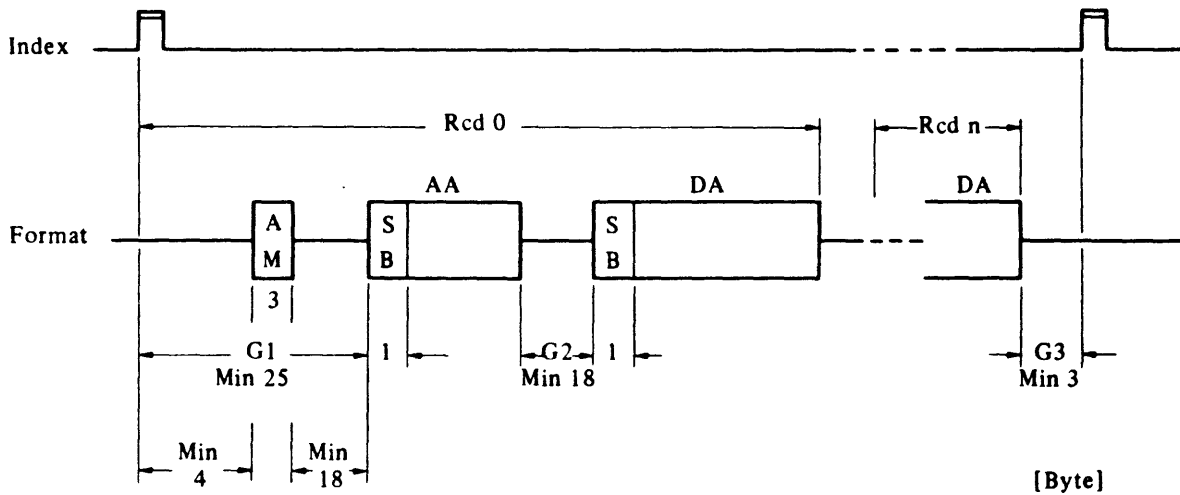 Index
Rcd 0
Rcd n
AA
DA
DA
Format
A
M
S
B
S
B
3
G1
Min 25
1
G2
Min 18
1
G3
Min 3
Min
4
Min
18
[Byte]